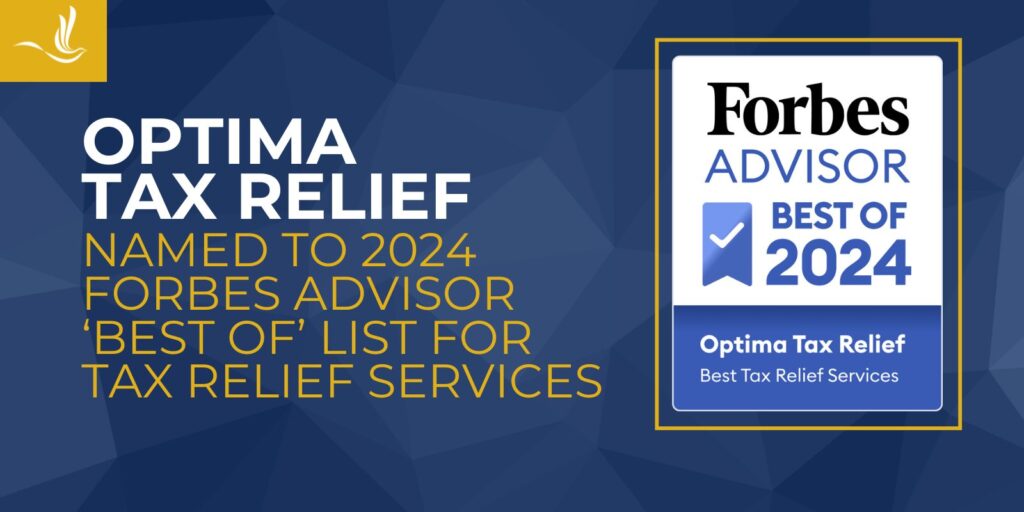 OPTIMA
TAX RELIEF
NAMED TO 2024
FORBES ADVISOR
‘BEST OF’ LIST FOR
TAX RELIEF SERVICES
Forbes
ADVISOR
BEST OF
2024
Optima Tax Relief
Best Tax Relief Services